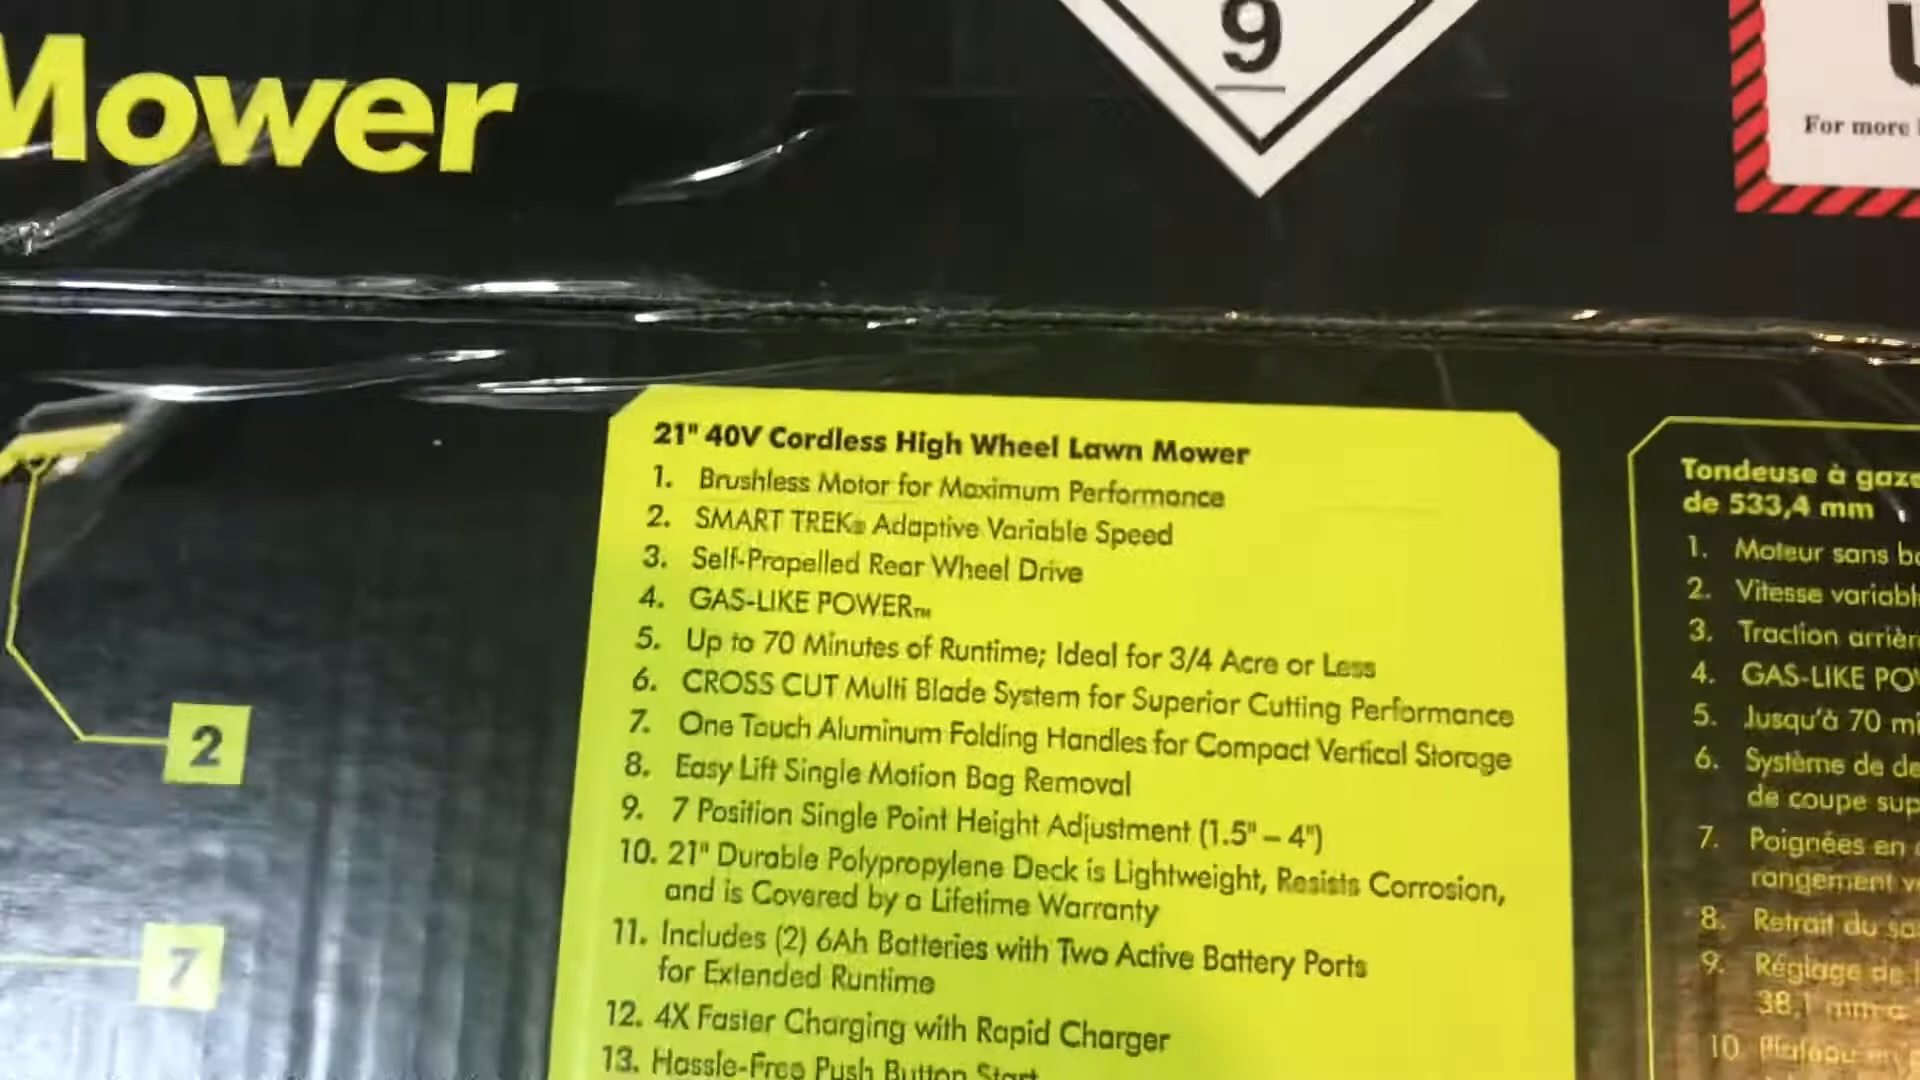 Mower
9
For more
2
7
21" 40V Cordless High Wheel Lawn Mower
1. Brushless Motor for Maximum Performance
2. SMART TREK® Adaptive Variable Speed
3. Self-Propelled Rear Wheel Drive
4. GAS-LIKE POWER™
5. Up to 70 Minutes of Runtime; Ideal for 3/4 Acre or Less
6. CROSS CUT Multi Blade System for Superior Cutting Performance
7. One Touch Aluminum Folding Handles for Compact Vertical Storage
8. Easy Lift Single Motion Bag Removal
9. 7 Position Single Point Height Adjustment (1.5" – 4")
10. 21" Durable Polypropylene Deck is Lightweight, Resists Corrosion,
and is Covered by a Lifetime Warranty
11. Includes (2) 6Ah Batteries with Two Active Battery Ports
for Extended Runtime
12. 4X Faster Charging with Rapid Charger
13. Hassle-Free Push Button Start
Tondeuse à
de 533,4 mm
1. Moteur sans
2. Vitesse
3. Traction
4. GAS-LIKE
5. Jusqu'à 70
6. Système de
de coupe
7. Poignées en
rangement
8. Retrait du
9. Réglage de
38,1 mm
10